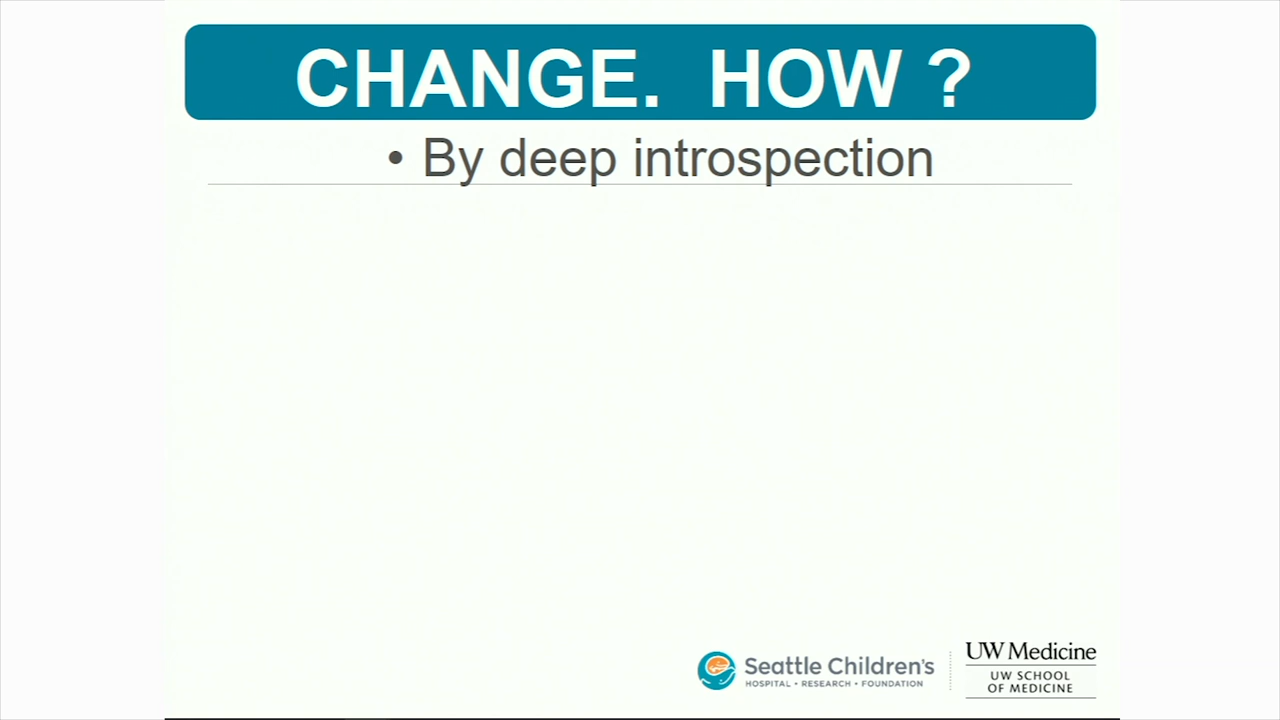 CHANGE. HOW ?
• By deep introspection
Seattle Children's
HOSPITAL • RESEARCH • FOUNDATION
UW Medicine
UW SCHOOL
OF MEDICINE